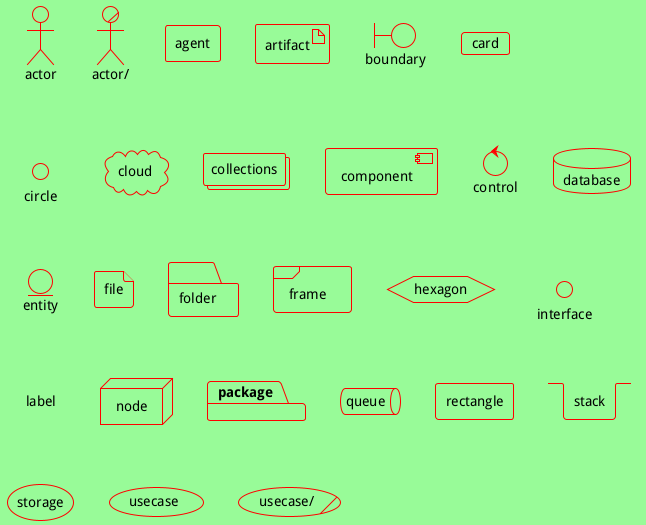 actor
actor/
agent
artifact
boundary
card
circle
cloud
collections
component
control
database
entity
file
folder
frame
hexagon
interface
label
node
package
queue
rectangle
stack
storage
usecase
usecase/